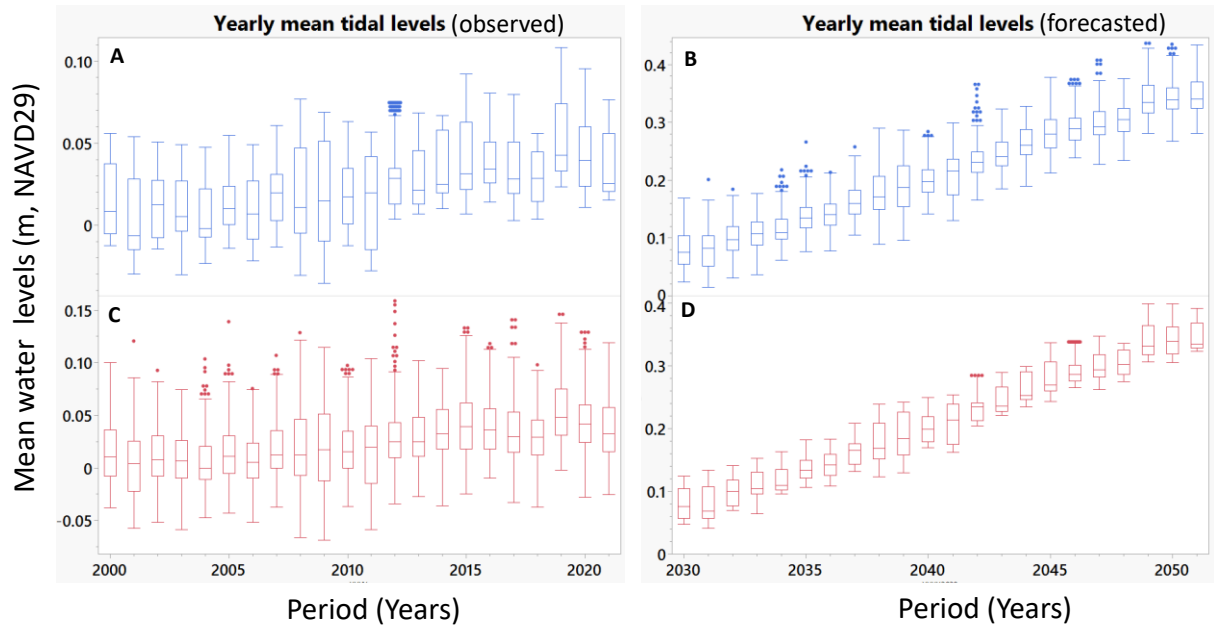 Yearly mean tidal levels (observed)
Yearly mean tidal levels (forecasted)
Mean water levels (m, NAVD29)
A
0.10
0.05
0
B
0.4
0.3
0.2
0.1
0
C
0.15
0.10
0.05
0
-0.05
D
0.4
0.3
0.2
0.1
0
2000 2005 2010 2015 2020
2030 2035 2040 2045 2050
Period (Years)
Period (Years)